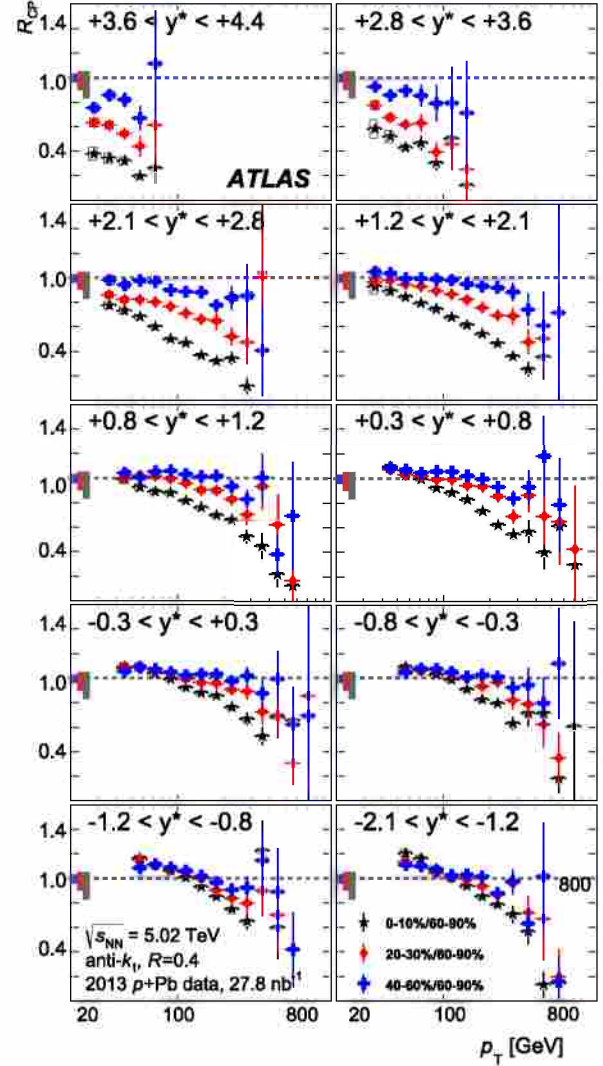 R_CP
+3.6 < y* < +4.4
+2.8 < y* < +3.6
1.4
1.0
0.4
ATLAS
+2.1 < y* < +2.8
+1.2 < y* < +2.1
1.0
0.4
+0.8 < y* < +1.2
+0.3 < y* < +0.8
1.4
1.0
0.4
-0.3 < y* < +0.3
-0.8 < y* < -0.3
1.4
1.0
0.4
-1.2 < y* < -0.8
-2.1 < y* < -1.2
1.4
1.0
800
0.4
√s_NN = 5.02 TeV
anti-k_t, R=0.4
2013 p+Pb data, 27.8 nb⁻¹
0-10%/60-90%
20-30%/60-90%
40-60%/60-90%
20 100 800 20 100 800
p_T [GeV]